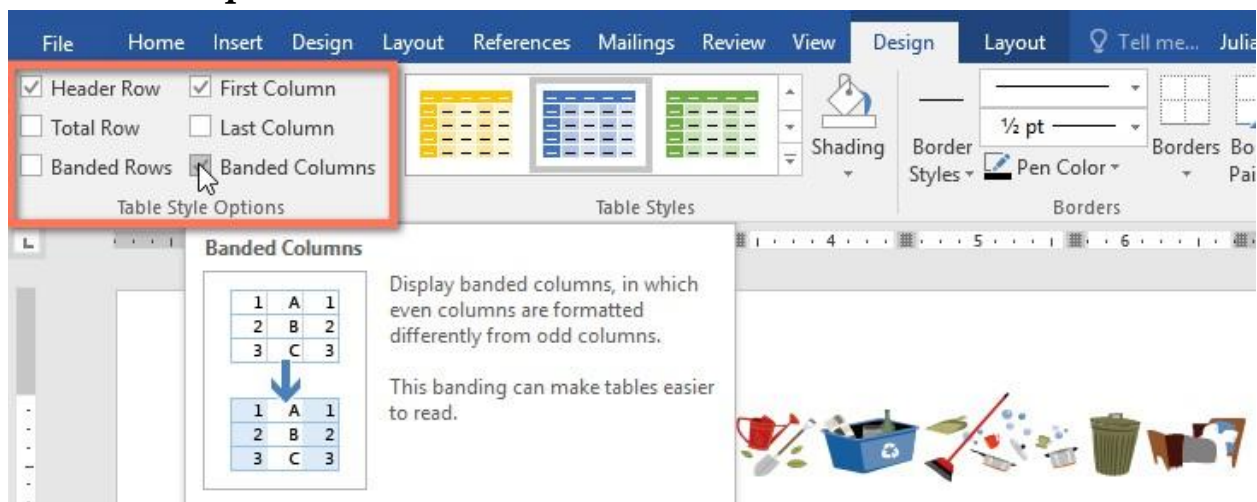 File Home Insert Design Layout References Mailings Review View Design Layout Tell me... Julia
Header Row First Column
Total Row Last Column
Banded Rows Banded Columns
Table Style Options
Table Styles
Shading
Border
Styles
½ pt
Pen Color
Borders
Borders
Bo
Pai
4 5 6
Banded Columns
1 A 1
2 B 2
3 C 3
1 A 1
2 B 2
3 C 3
Display banded columns, in which
even columns are formatted
differently from odd columns.
This banding can make tables easier
to read.